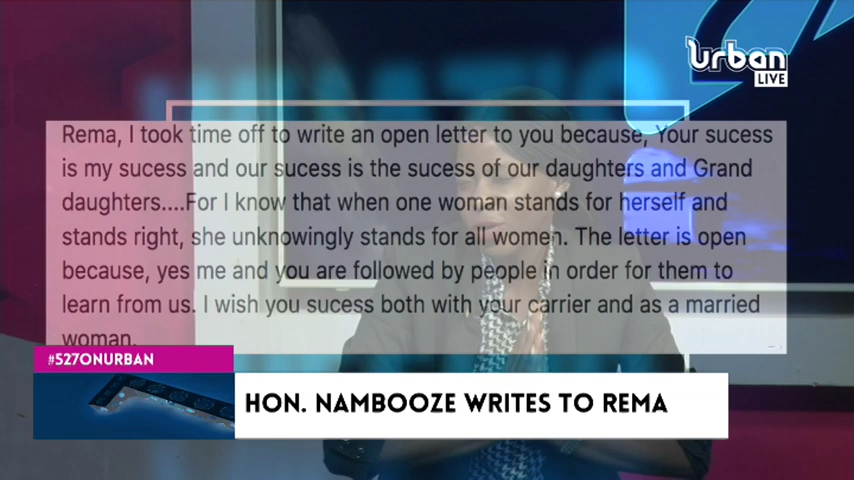 Urban
LIVE
Rema, I took time off to write an open letter to you because, Your sucess
is my sucess and our sucess is the sucess of our daughters and Grand
daughters....For I know that when one woman stands for herself and
stands right, she unknowingly stands for all women. The letter is open
because, yes me and you are followed by people in order for them to
learn from us. I wish you sucess both with your carrier and as a married
woman.
#527ONURBAN
HON. NAMBOOZE WRITES TO REMA